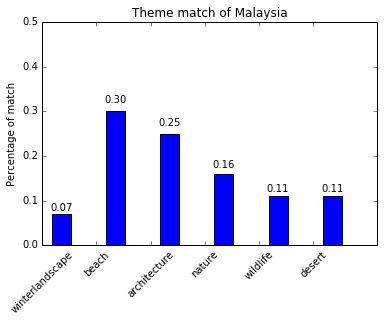 Theme match of Malaysia
Percentage of match
0.5
0.4
0.3
0.2
0.1
0.0
0.07
0.30
0.25
0.16
0.11
0.11
winterlandscape
beach
architecture
nature
wildlife
desert